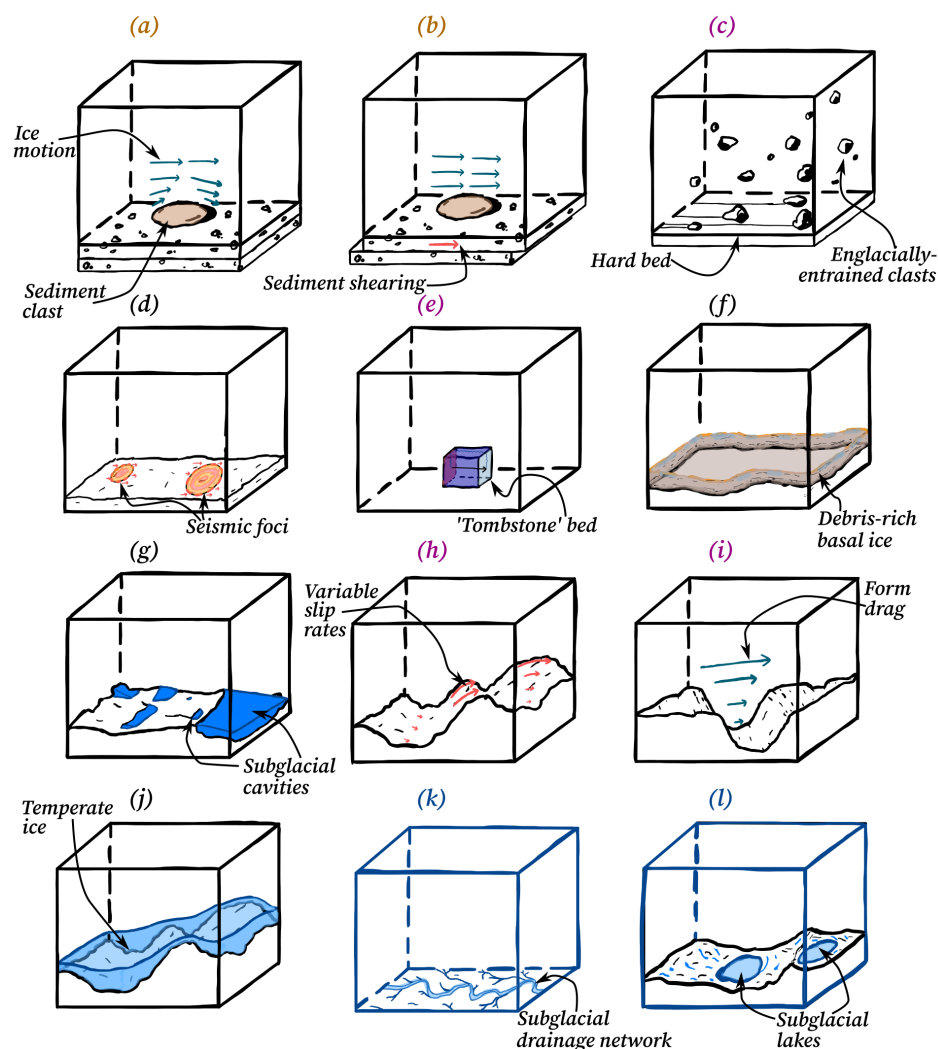 (a)
(b)
(c)
Ice
motion
Sediment
clast
Sediment shearing
Hard bed
Englacially-
entrained clasts
(d)
(e)
(f)
Seismic foci
'Tombstone' bed
Debris-rich
basal ice
(g)
(h)
(i)
Variable
slip
rates
Form
drag
Subglacial
cavities
(j)
(k)
(l)
Temperate
ice
Subglacial
drainage network
Subglacial
lakes